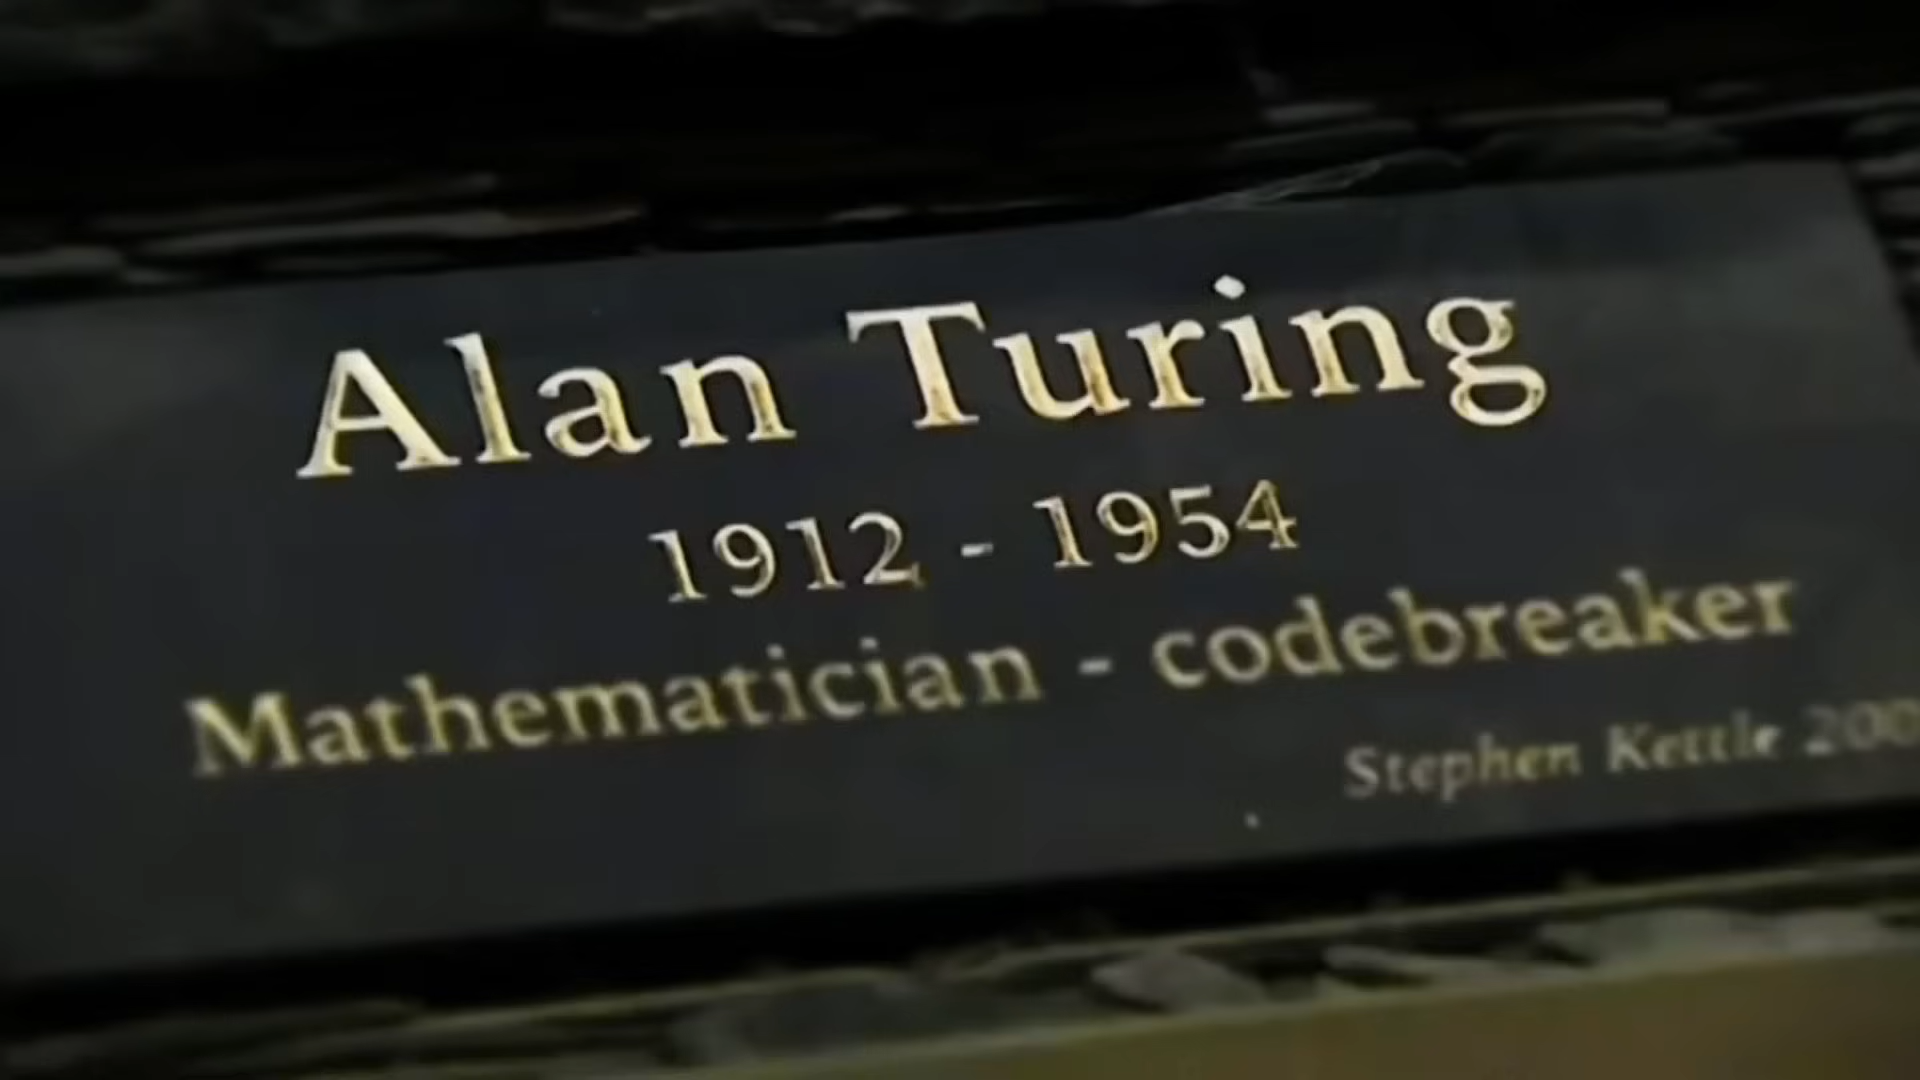 Alan Turing
1912 - 1954
Mathematician - codebreaker
Stephen Kettle 200